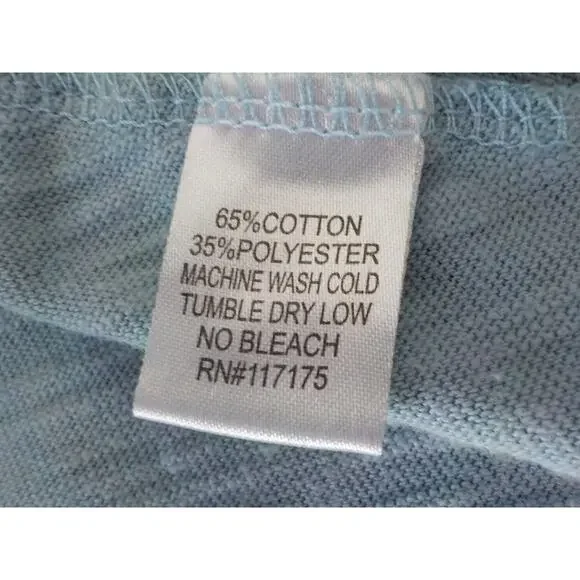 65%COTTON
35%POLYESTER
MACHINE WASH COLD
TUMBLE DRY LOW
NO BLEACH
RN#117175